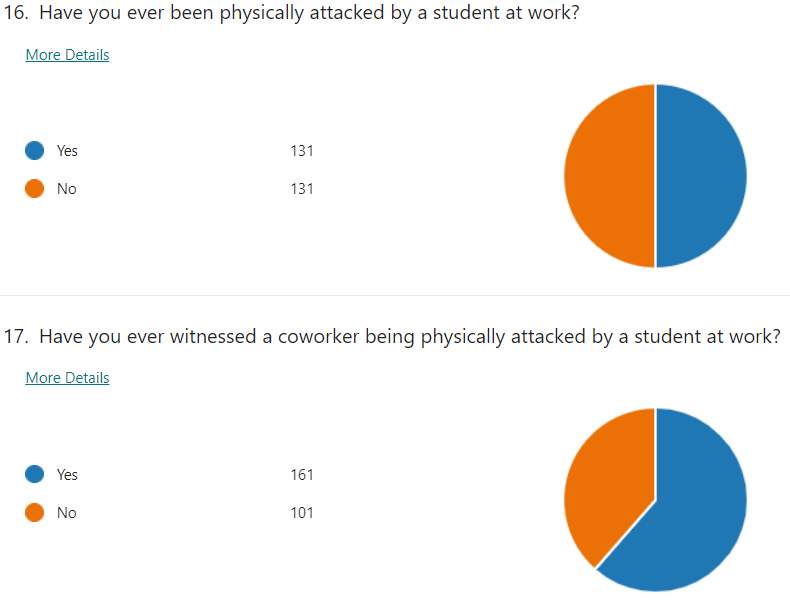 16. Have you ever been physically attacked by a student at work?
More Details
Yes 131
No 131
17. Have you ever witnessed a coworker being physically attacked by a student at work?
More Details
Yes 161
No 101